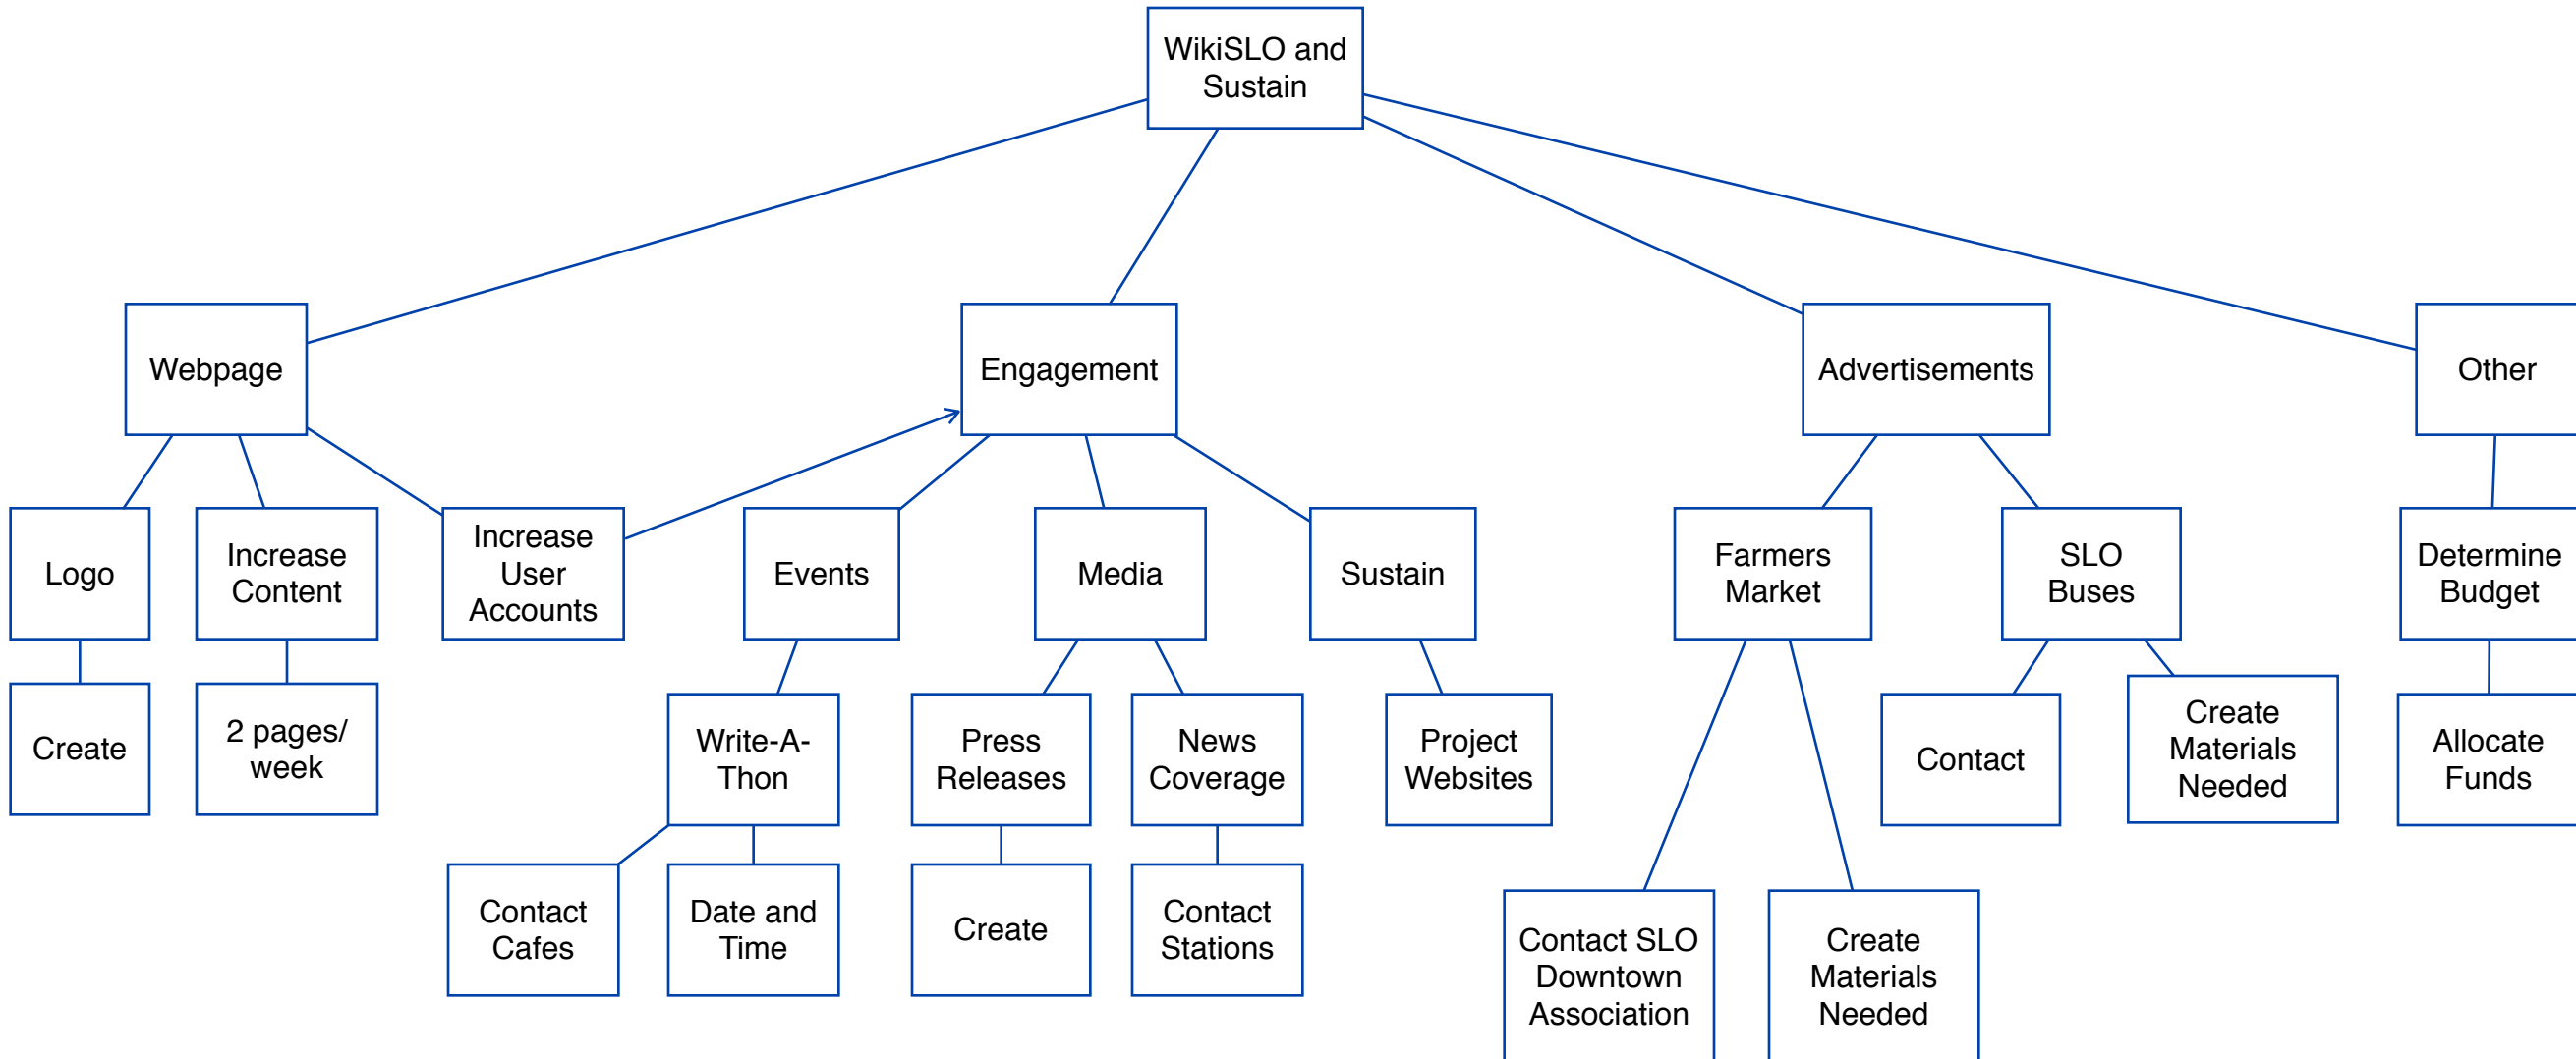 WikiSLO and
Sustain
Webpage
Engagement
Advertisements
Other
Logo
Increase
Content
Increase
User
Accounts
Events
Media
Sustain
Farmers
Market
SLO
Buses
Determine
Budget
Create
2 pages/
week
Write-A-
Thon
Press
Releases
News
Coverage
Project
Websites
Contact
Create
Materials
Needed
Allocate
Funds
Contact
Cafes
Date and
Time
Create
Contact
Stations
Contact SLO
Downtown
Association
Create
Materials
Needed